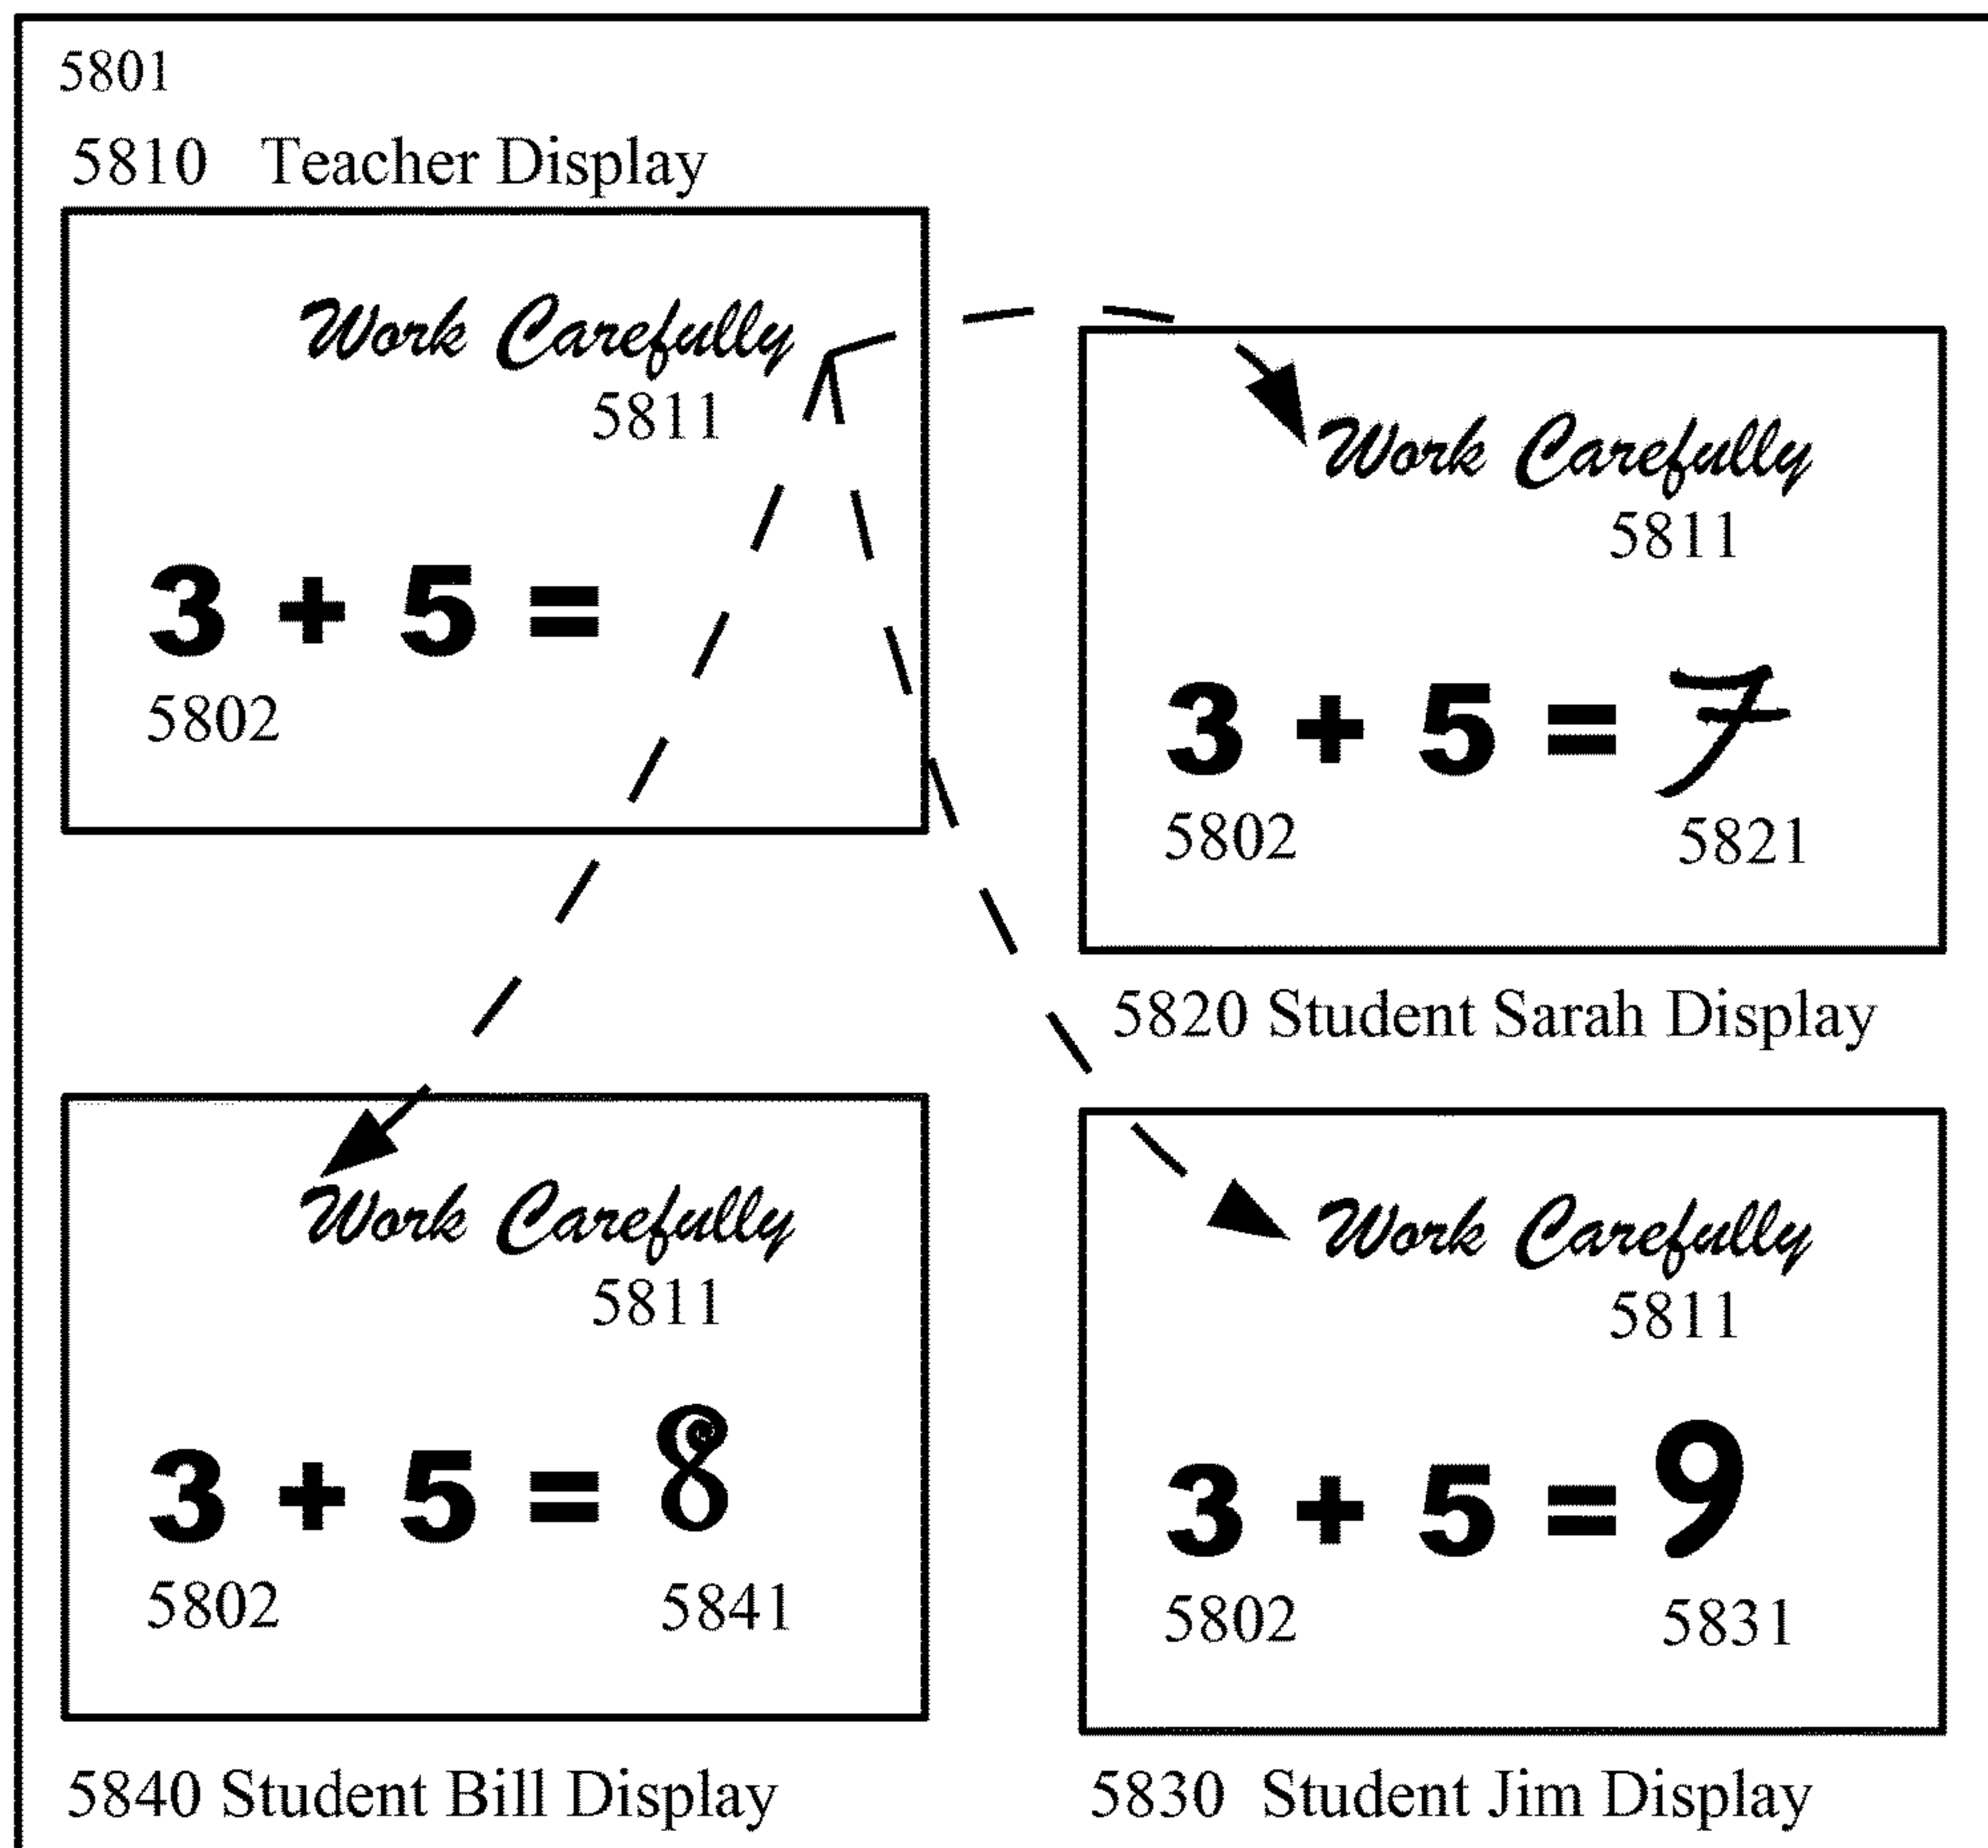 5801
5810 Teacher Display
Work Carefully
5811
3 + 5 =
5802
Work Carefully
5811
3 + 5 = 7
5802 5821
5820 Student Sarah Display
Work Carefully
5811
3 + 5 = 8
5802 5841
5840 Student Bill Display
Work Carefully
5811
3 + 5 = 9
5802 5831
5830 Student Jim Display